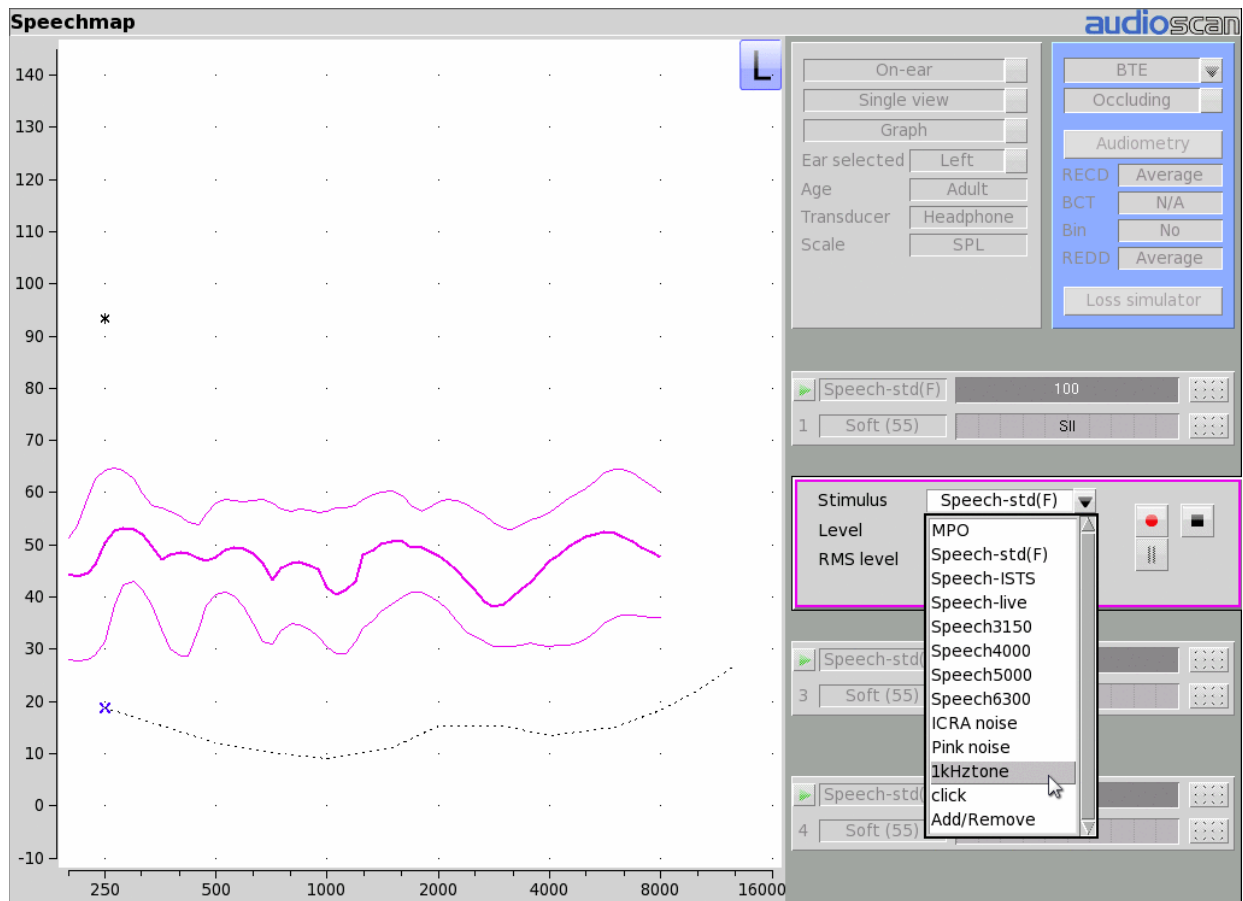 Speechmap
audioscan
140
130
120
110
100
90
80
70
60
50
40
30
20
10
0
-10
250 500 1000 2000 4000 8000 16000
L
On-ear
Single view
Graph
Ear selected Left
Age Adult
Transducer Headphone
Scale SPL
BTE
Occluding
Audiometry
RECD Average
BCT N/A
Bin No
REDD Average
Loss simulator
Speech-std(F) 100
1 Soft (55) SII
Stimulus Speech-std(F)
Level
RMS level
MPO
Speech-std(F)
Speech-ISTS
Speech-live
Speech3150
Speech4000
Speech5000
Speech6300
ICRA noise
Pink noise
1kHztone
click
Add/Remove
Speech-std
3 Soft (55)
Speech-std
4 Soft (55)